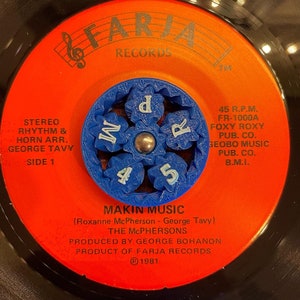 FARJA
RECORDS
STEREO
RHYTHM &
HORN ARR.
GEORGE TAVY
SIDE 1
45 R.P.M.
FR-1000A
FOXY ROXY
PUB. CO.
GEOBO MUSIC
PUB. CO.
B.M.I.
R
P
M
4
5
MAKIN MUSIC
(Roxanne McPherson - George Tavy)
THE McPHERSONS
PRODUCED BY GEORGE BOHANON
PRODUCT OF FARJA RECORDS
Ⓟ1981